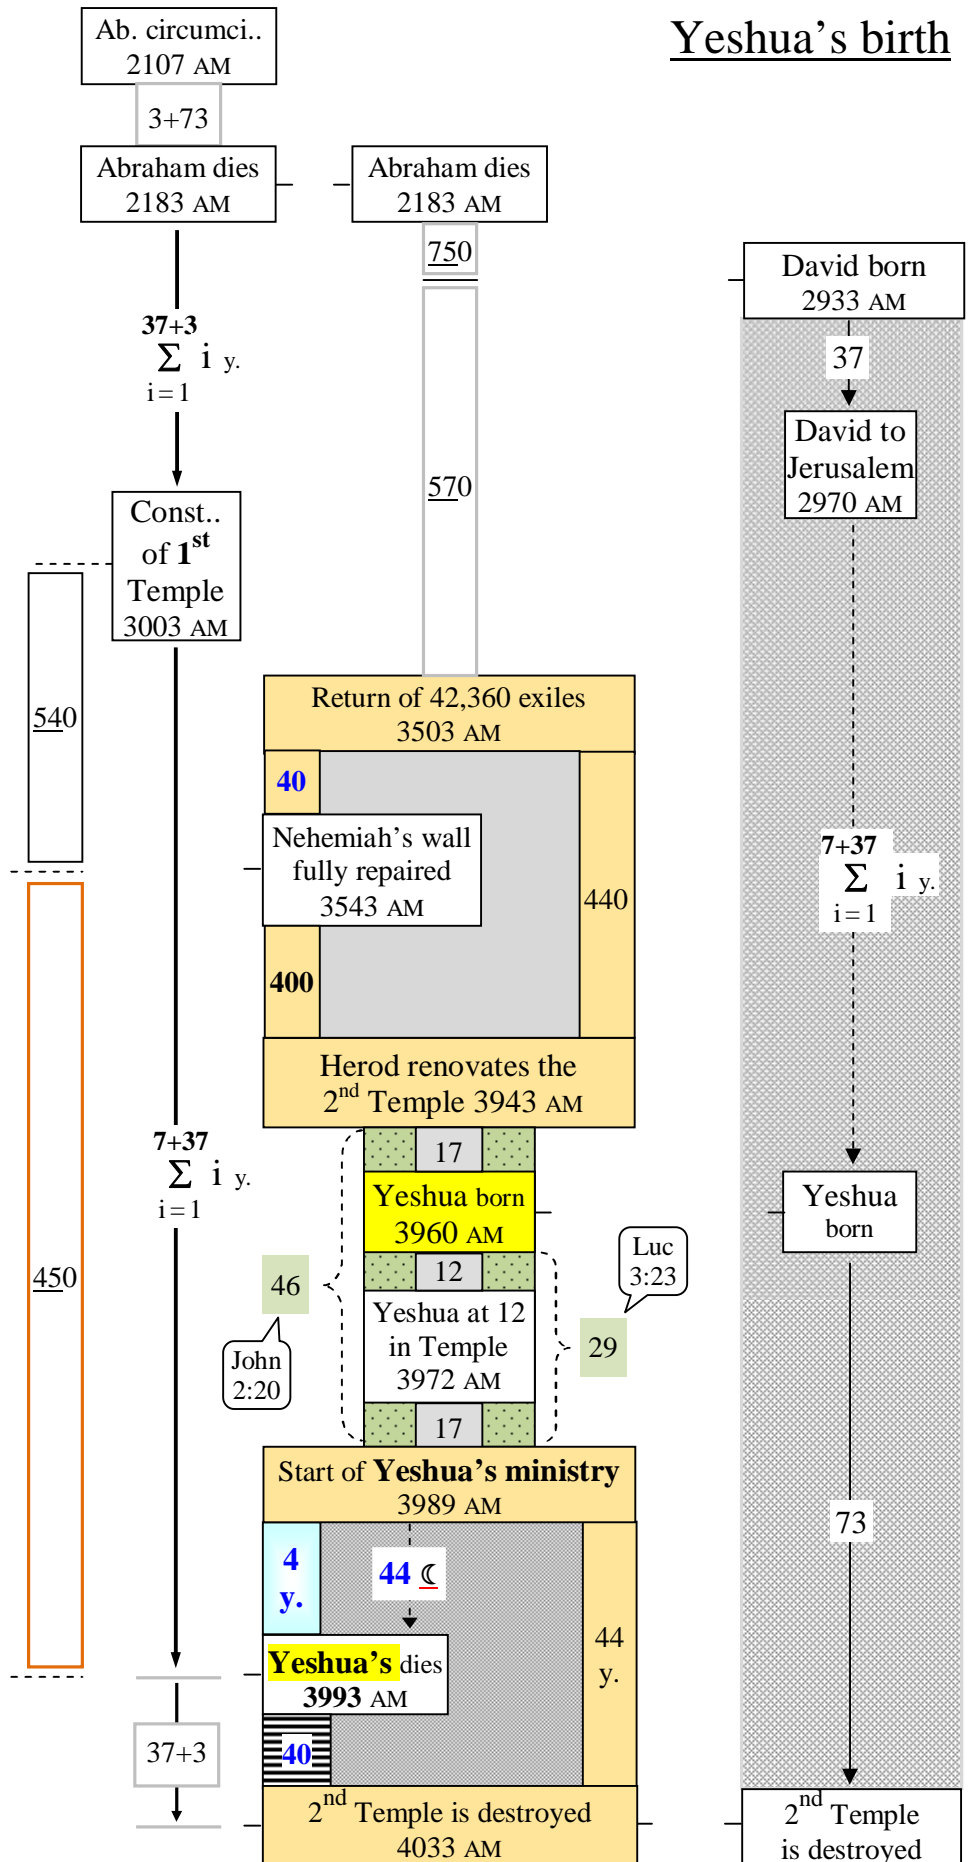 Yeshua's birth
Ab. circumci..
2107 AM
3+73
Abraham dies
2183 AM
Abraham dies
2183 AM
750
David born
2933 AM
37+3
Σ i y.
i = 1
37
570
David to
Jerusalem
2970 AM
Const..
of 1st
Temple
3003 AM
540
Return of 42,360 exiles
3503 AM
40
Nehemiah's wall
fully repaired
3543 AM
440
400
7+37
Σ i y.
i = 1
Herod renovates the
2nd Temple 3943 AM
450
7+37
Σ i y.
i = 1
17
Yeshua born
3960 AM
Yeshua
born
12
46
John
2:20
Yeshua at 12
in Temple
3972 AM
Luc
3:23
29
17
Start of Yeshua's ministry
3989 AM
4
y.
44 ☾
44
y.
73
Yeshua's dies
3993 AM
37+3
40
2nd Temple is destroyed
4033 AM
2nd Temple
is destroyed